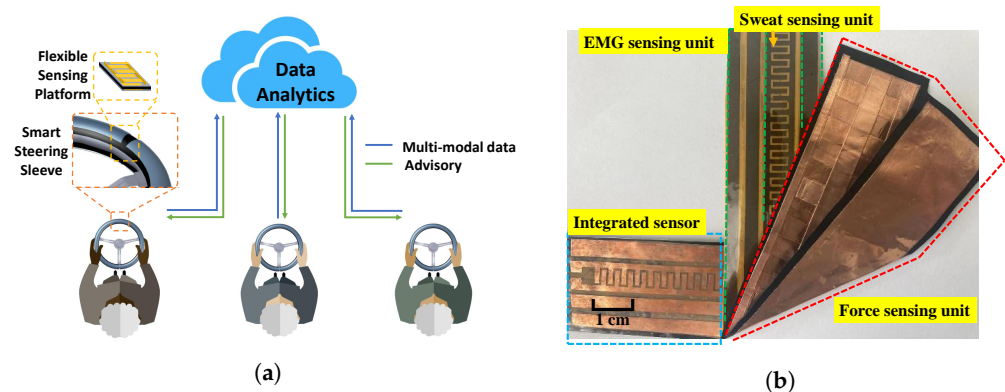 Flexible
Sensing
Platform
Smart
Steering
Sleeve
Data
Analytics
Multi-modal data
Advisory
(a)
Sweat sensing unit
EMG sensing unit
Integrated sensor
1 cm
Force sensing unit
(b)